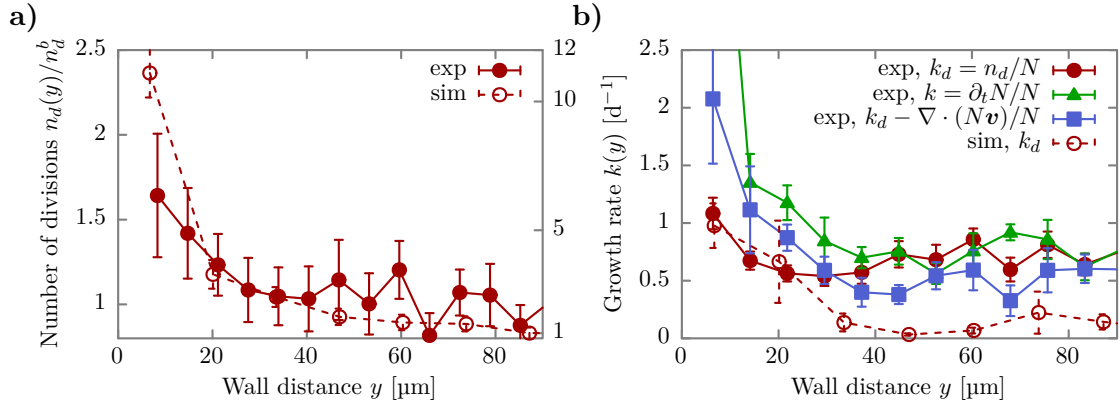 a)
Number of divisions n_d(y)/n_d^b
2.5
2
1.5
1
12
10
5
1
exp
sim
0 20 40 60 80
Wall distance y [µm]
b)
Growth rate k(y) [d⁻¹]
2.5
2
1.5
1
0.5
0
exp, k_d = n_d/N
exp, k = ∂_tN/N
exp, k_d − ∇ · (Nv)/N
sim, k_d
0 20 40 60 80
Wall distance y [µm]